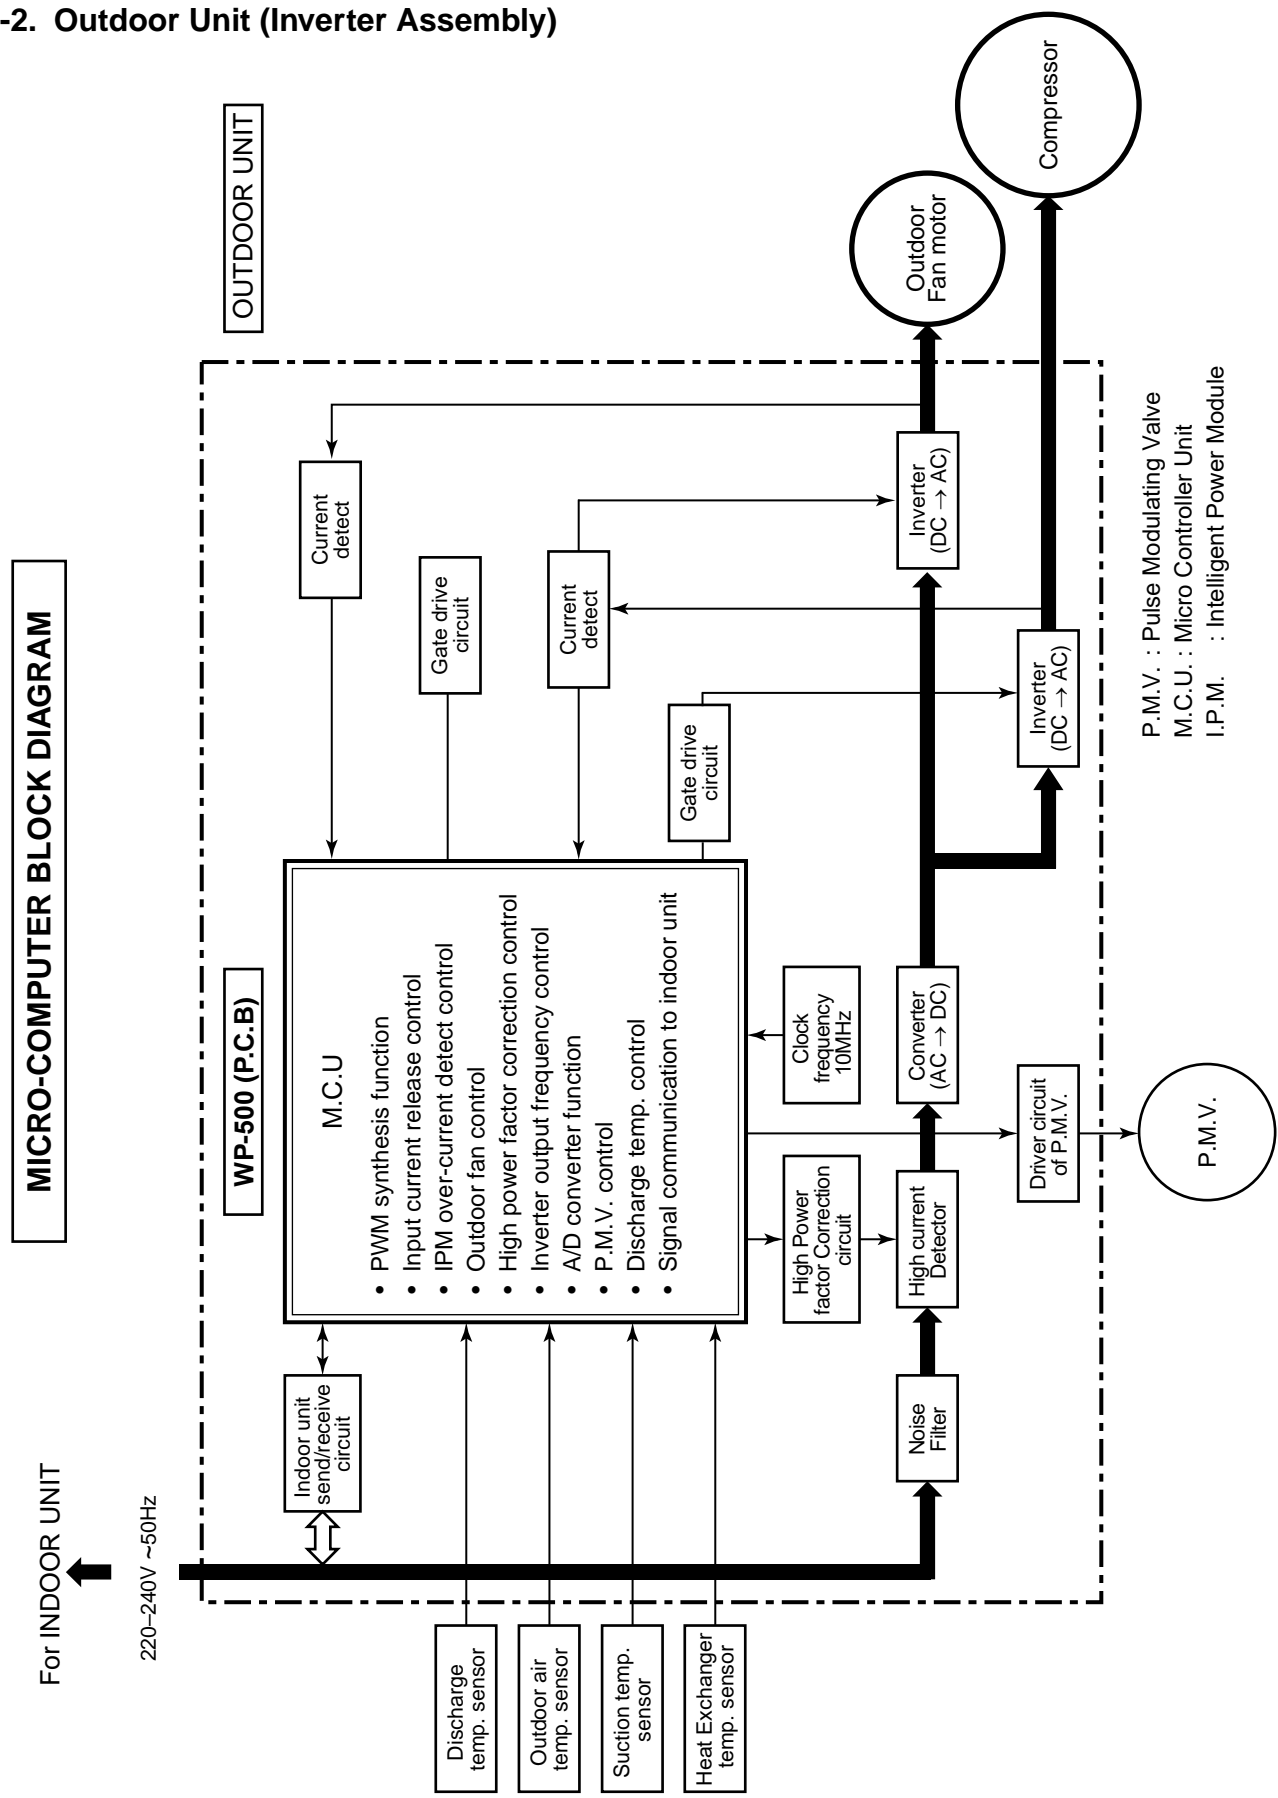 -2. Outdoor Unit (Inverter Assembly)
MICRO-COMPUTER BLOCK DIAGRAM
For INDOOR UNIT
220–240V ~50Hz
WP-500 (P.C.B)
OUTDOOR UNIT
Indoor unit
send/receive
circuit
M.C.U
• PWM synthesis function
• Input current release control
• IPM over-current detect control
• Outdoor fan control
• High power factor correction control
• Inverter output frequency control
• A/D converter function
• P.M.V. control
• Discharge temp. control
• Signal communication to indoor unit
Current
detect
Gate drive
circuit
Current
detect
Gate drive
circuit
Discharge
temp. sensor
Outdoor air
temp. sensor
Suction temp.
sensor
Heat Exchanger
temp. sensor
High Power
factor Correction
circuit
Clock
frequency
10MHz
Noise
Filter
High current
Detector
Converter
(AC → DC)
Inverter
(DC → AC)
Outdoor
Fan motor
Driver circuit
of P.M.V.
Inverter
(DC → AC)
Compressor
P.M.V.
P.M.V. : Pulse Modulating Valve
M.C.U. : Micro Controller Unit
I.P.M. : Intelligent Power Module